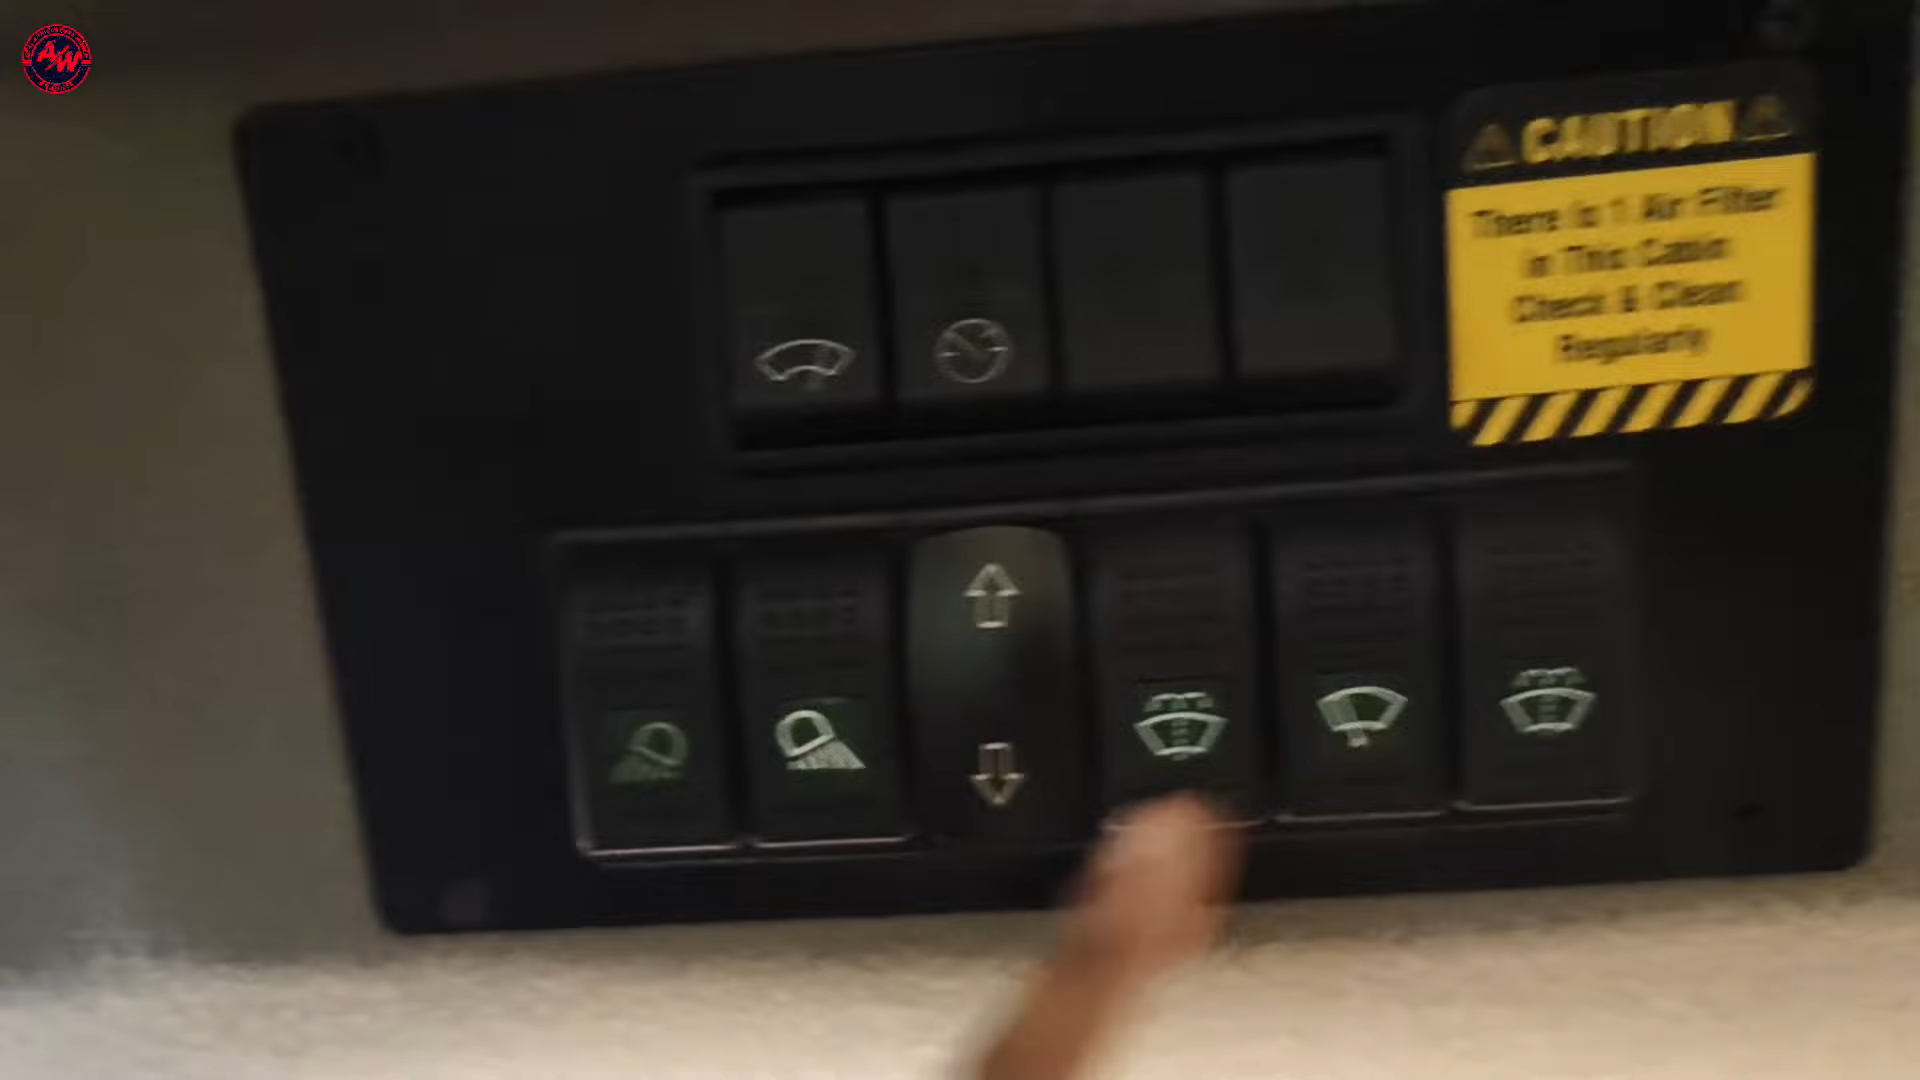 A/W
CAUTION
There is 1 Air Filter
in This Cabin
Check & Clean
Regularly